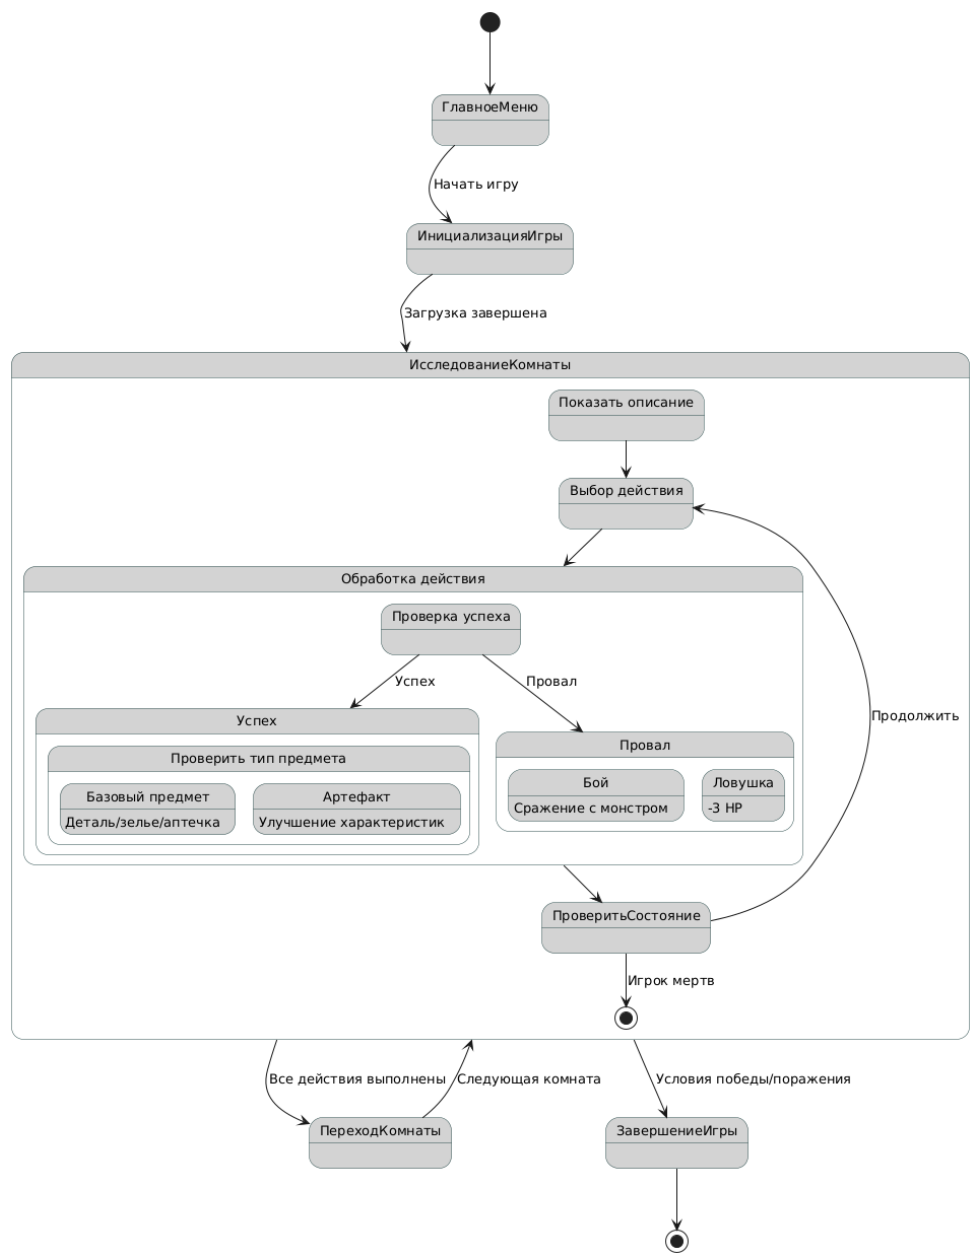 ГлавноеМеню
Начать игру
ИнициализацияИгры
Загрузка завершена
ИсследованиеКомнаты
Показать описание
Выбор действия
Обработка действия
Проверка успеха
Успех
Провал
Продолжить
Успех
Провал
Проверить тип предмета
Базовый предмет
Деталь/зелье/аптечка
Артефакт
Улучшение характеристик
Бой
Сражение с монстром
Ловушка
-3 HP
ПроверитьСостояние
Игрок мертв
Все действия выполнены
Следующая комната
Условия победы/поражения
ПереходКомнаты
ЗавершениеИгры